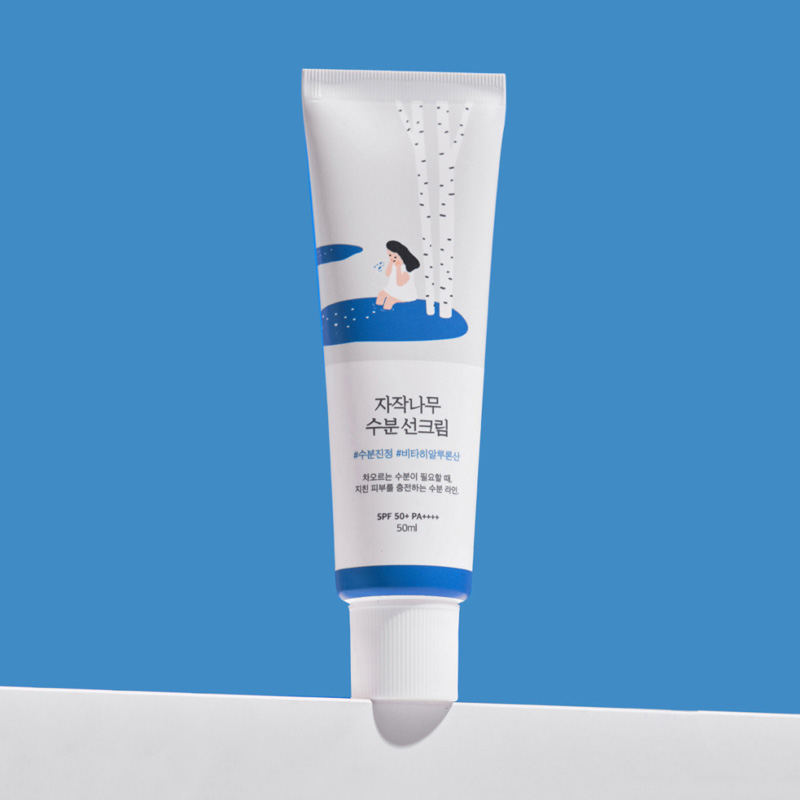 자작나무
수분 선크림
#수분진정 #비타히알루론산
차오르는 수분이 필요할 때,
지친 피부를 충전하는 수분 라인.
SPF 50+ PA++++
50ml